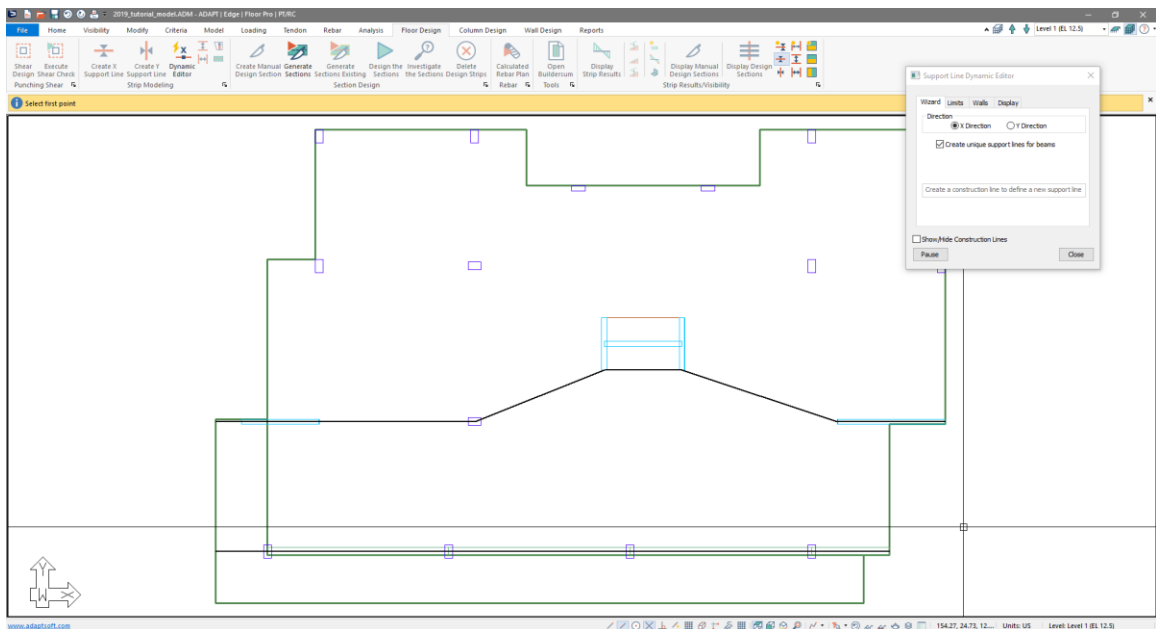 2019_tutorial_model.ADM - ADAPT | Edge | Floor Pro | PT/RC
File Home Visibility Modify Criteria Model Loading Tendon Rebar Analysis Floor Design Column Design Wall Design Reports
Level 1 (EL 12.5)
Shear Execute Create X Create Y Dynamic Create Manual Generate Generate Design the Investigate Delete Calculated Open Display Display Manual Display Design
Design Shear Check Support Line Support Line Editor Design Section Sections Sections Existing Sections the Sections Design Strips Rebar Plan Buildersum Strip Results Design Sections Sections
Punching Shear Strip Modeling Section Design Rebar Tools Strip Results/Visibility
Select first point
Support Line Dynamic Editor
Wizard Limits Walls Display
Direction
X Direction Y Direction
Create unique support lines for beams
Create a construction line to define a new support line
Show/Hide Construction Lines
Pause Close
Y
W X
www.adaptsoft.com
154.27, 24.73, 12.... Units: US Level: Level 1 (EL 12.5)